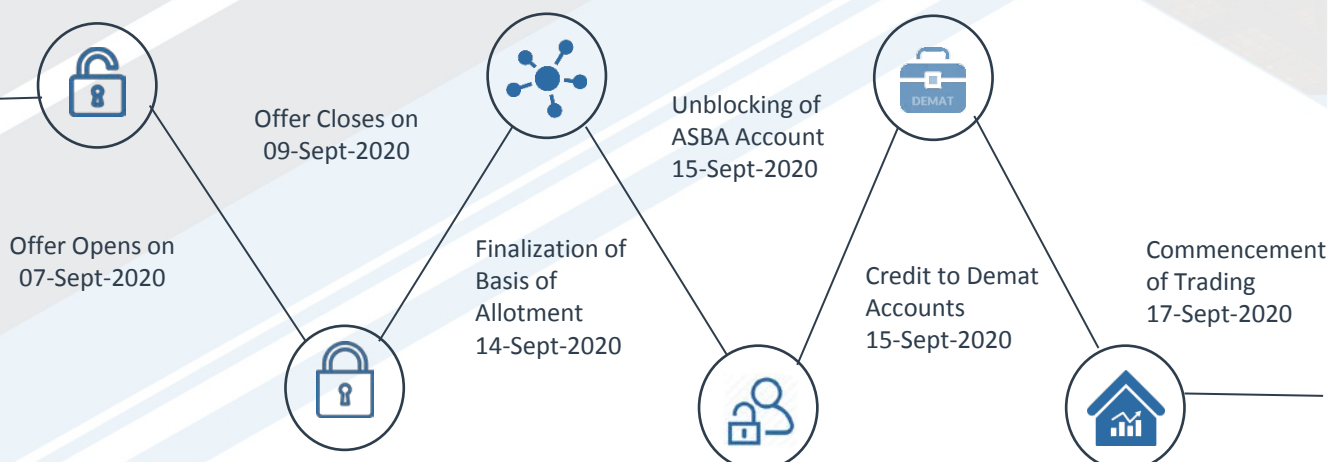 Offer Opens on
07-Sept-2020
Offer Closes on
09-Sept-2020
Finalization of
Basis of
Allotment
14-Sept-2020
Unblocking of
ASBA Account
15-Sept-2020
DEMAT
Credit to Demat
Accounts
15-Sept-2020
Commencement
of Trading
17-Sept-2020